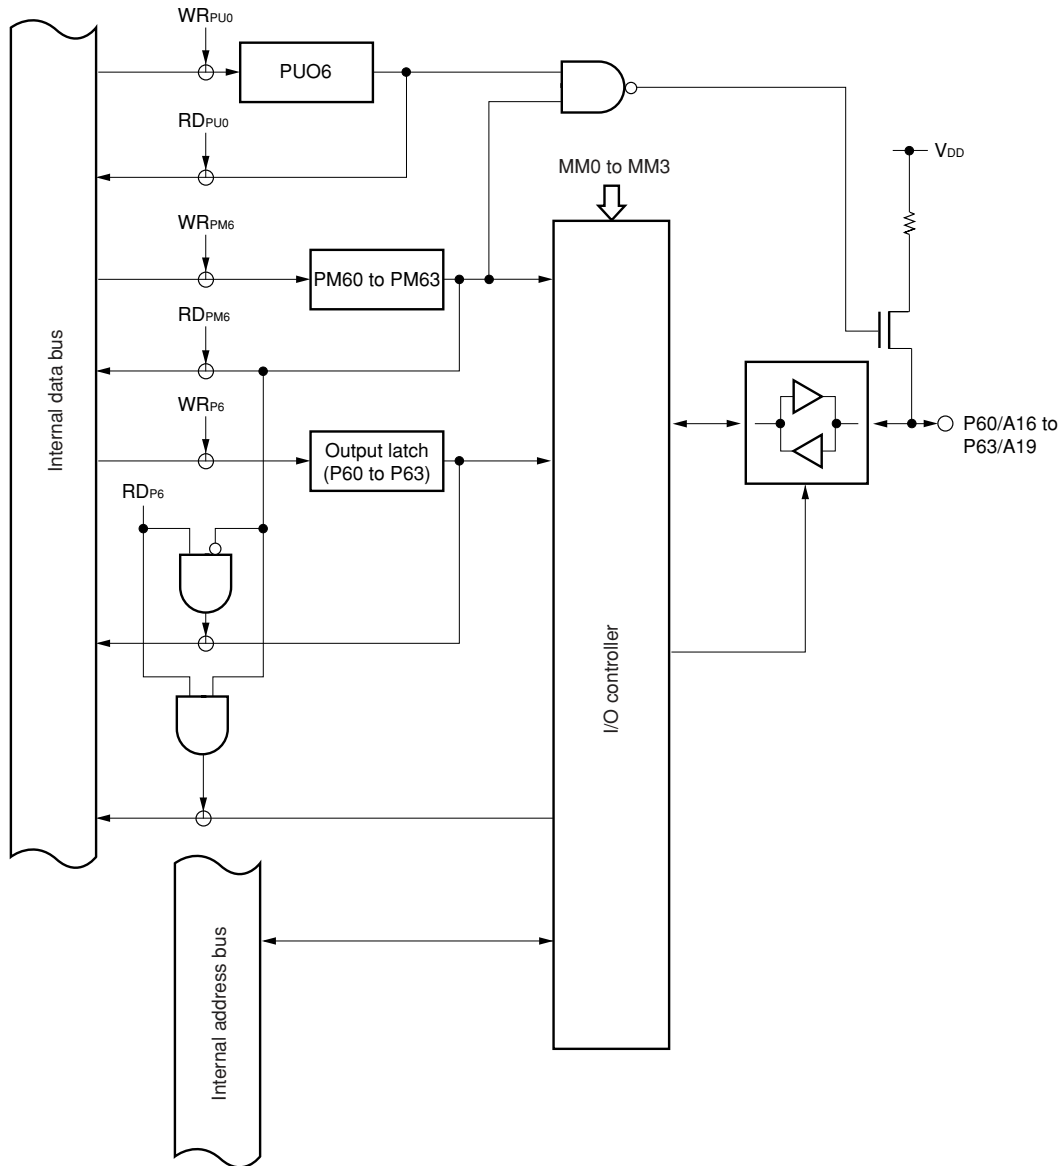 WRPU0
PUO6
RDPU0
MM0 to MM3
VDD
WRPM6
PM60 to PM63
RDPM6
Internal data bus
WRP6
Output latch
(P60 to P63)
P60/A16 to
P63/A19
RDP6
I/O controller
Internal address bus